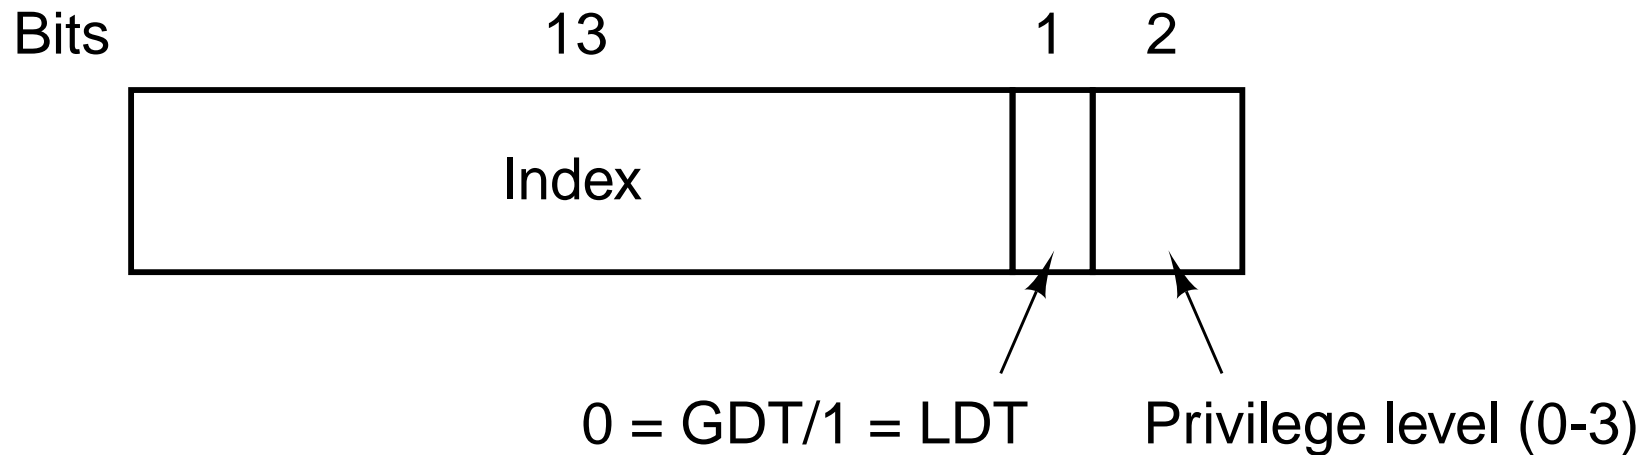 Bits 13 1 2
Index
0 = GDT/1 = LDT Privilege level (0-3)